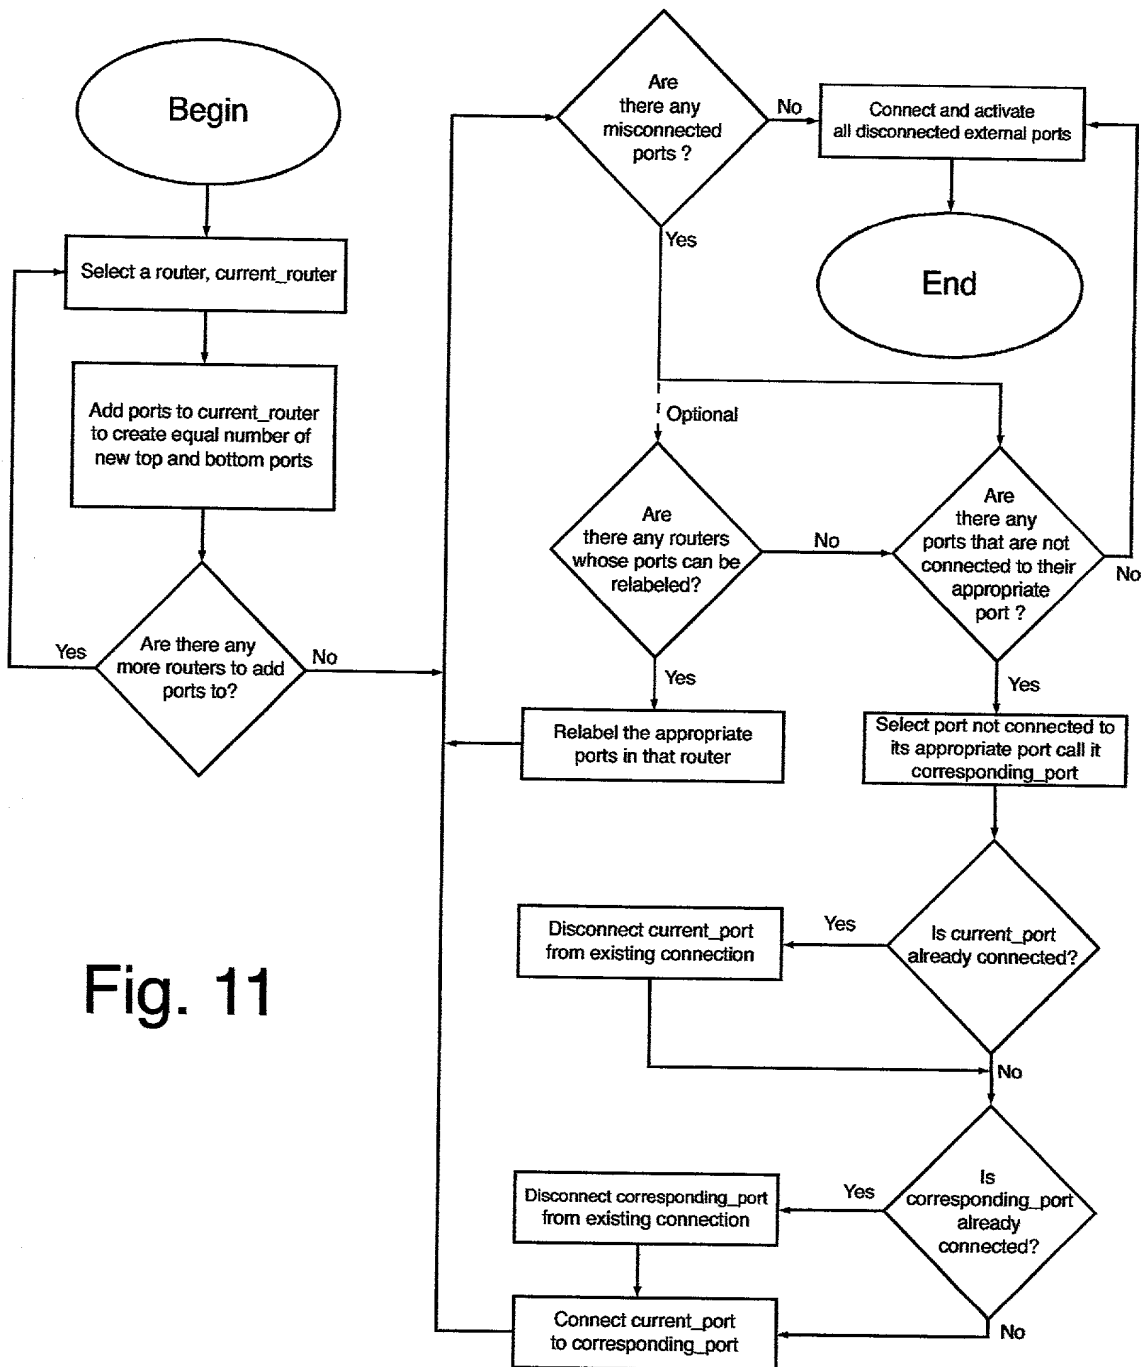 Begin
Select a router, current_router
Add ports to current_router
to create equal number of
new top and bottom ports
Are there any
more routers to add
ports to?
Yes
No
Are
there any
misconnected
ports ?
No
Yes
Connect and activate
all disconnected external ports
End
Optional
Are
there any routers
whose ports can be
relabeled?
No
Yes
Relabel the appropriate
ports in that router
Are
there any
ports that are not
connected to their
appropriate
port ?
No
Yes
Select port not connected to
its appropriate port call it
corresponding_port
Is current_port
already connected?
Yes
No
Disconnect current_port
from existing connection
Is
corresponding_port
already
connected?
Yes
No
Disconnect corresponding_port
from existing connection
Connect current_port
to corresponding_port
Fig. 11